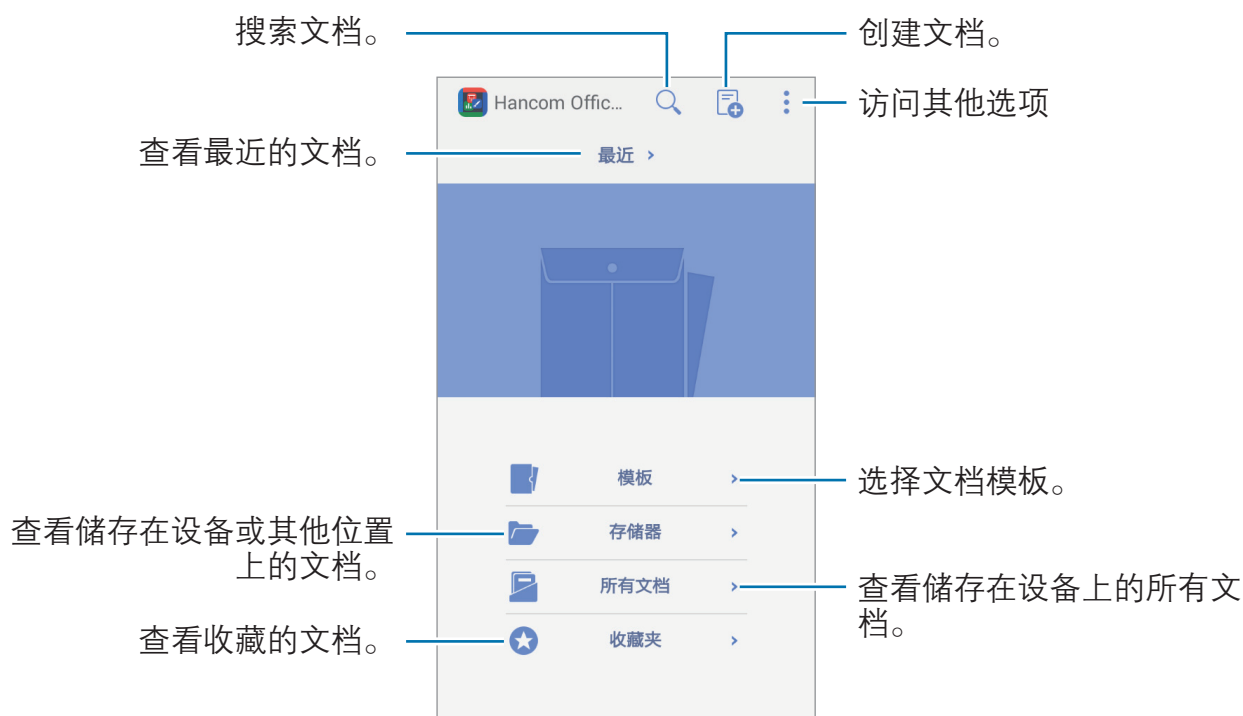 搜索文档。
创建文档。
Hancom Offic...
访问其他选项
查看最近的文档。
最近
模板
选择文档模板。
查看储存在设备或其他位置
上的文档。
存储器
所有文档
查看储存在设备上的所有文
档。
查看收藏的文档。
收藏夹